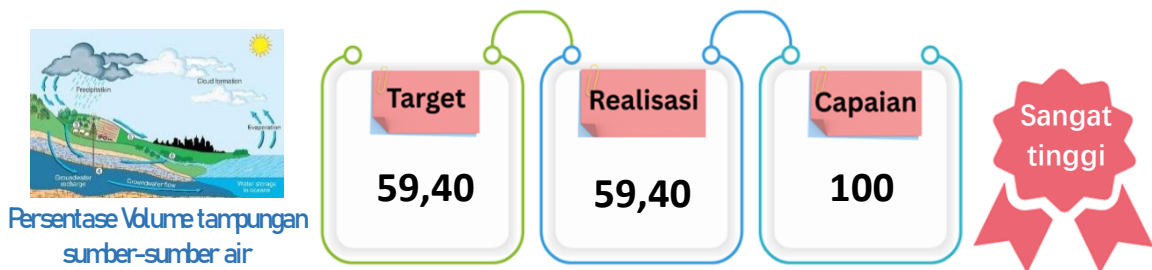 Cloud formation
Precipitation
Evaporation
Groundwater
recharge
Groundwater flow
Water storage
in oceans
Persentase Volume tampungan
sumber-sumber air
Target
59,40
Realisasi
59,40
Capaian
100
Sangat
tinggi